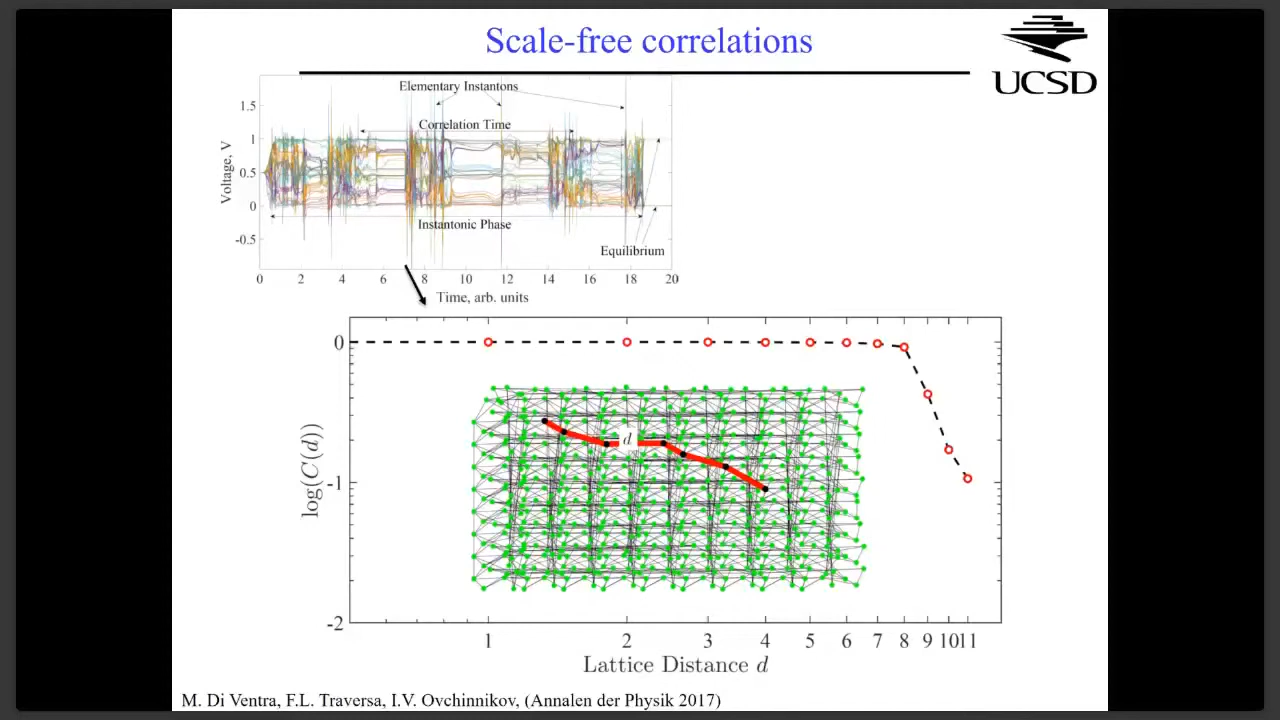 Scale-free correlations
UCSD
Elementary Instantons
Correlation Time
Instantonic Phase
Equilibrium
Voltage, V
1.5
1
0.5
0
-0.5
0 2 4 6 8 10 12 14 16 18 20
Time, arb. units
log(C(d))
0
-1
-2
d
1 2 3 4 5 6 7 8 9 10 11
Lattice Distance d
M. Di Ventra, F.L. Traversa, I.V. Ovchinnikov, (Annalen der Physik 2017)